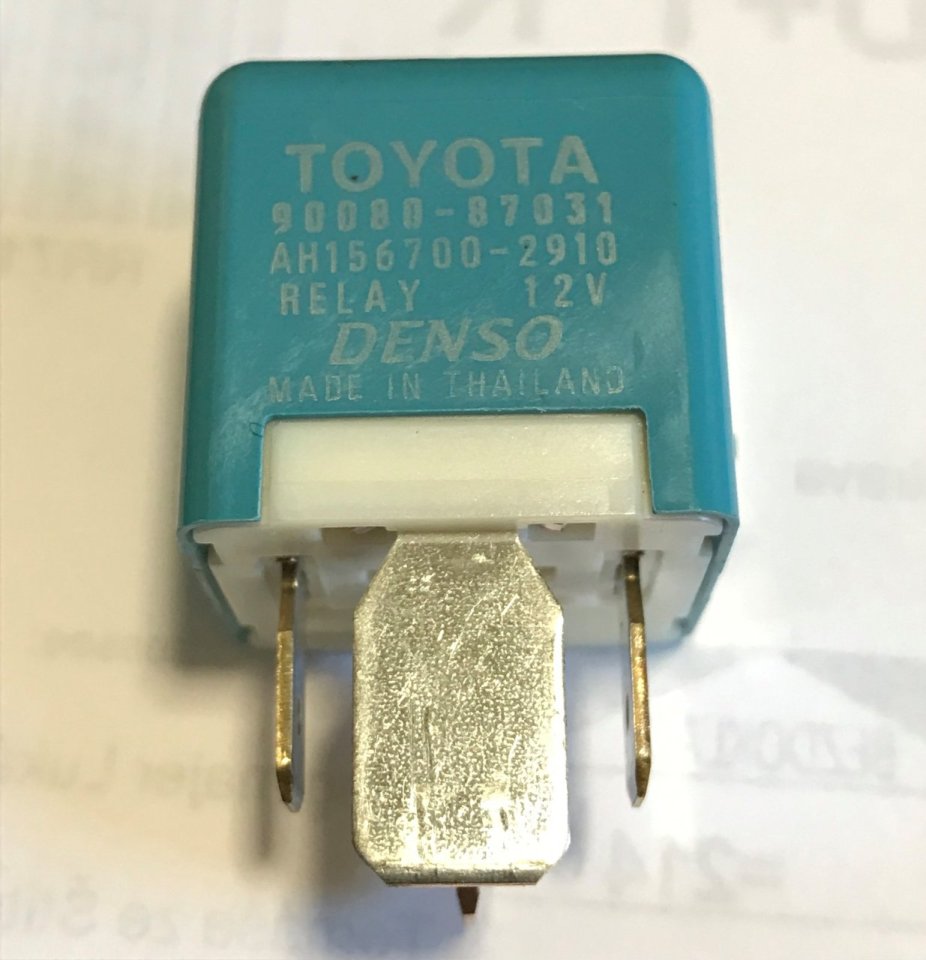 TOYOTA
90080-87031
AH156700-2910
RELAY 12V
DENSO
MADE IN THAILAND